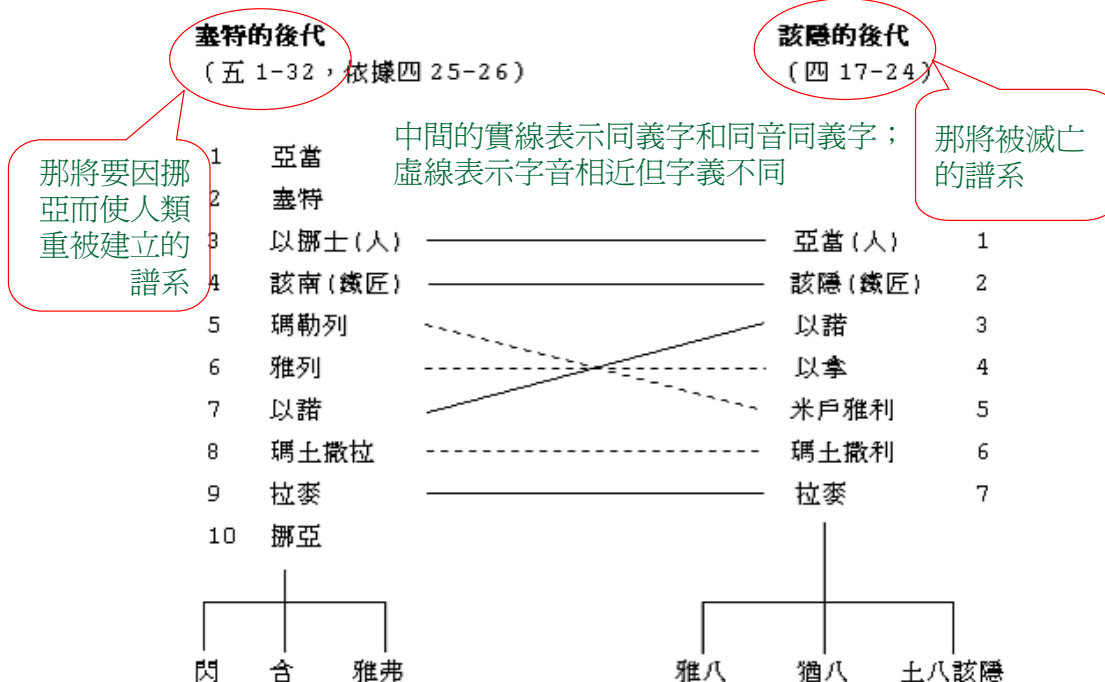 塞特的後代
(五 1-32，依據四 25-26)
該隱的後代
(四 17-24)
中間的實線表示同義字和同音同義字；
虛線表示字音相近但字義不同
那將要因挪
亞而使人類
重被建立的
譜系
那將被滅亡
的譜系
1 亞當
2 塞特
3 以挪士(人) 亞當(人) 1
4 該南(鐵匠) 該隱(鐵匠) 2
5 瑪勒列 以諾 3
6 雅列 以拿 4
7 以諾 米戶雅利 5
8 瑪土撒拉 瑪土撒利 6
9 拉麥 拉麥 7
10 挪亞
閃 含 雅弗 雅八 猶八 土八該隱